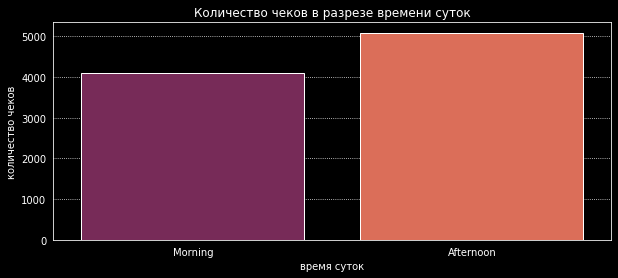 Количество чеков в разрезе времени суток
количество чеков
5000
4000
3000
2000
1000
0
Morning
Afternoon
время суток